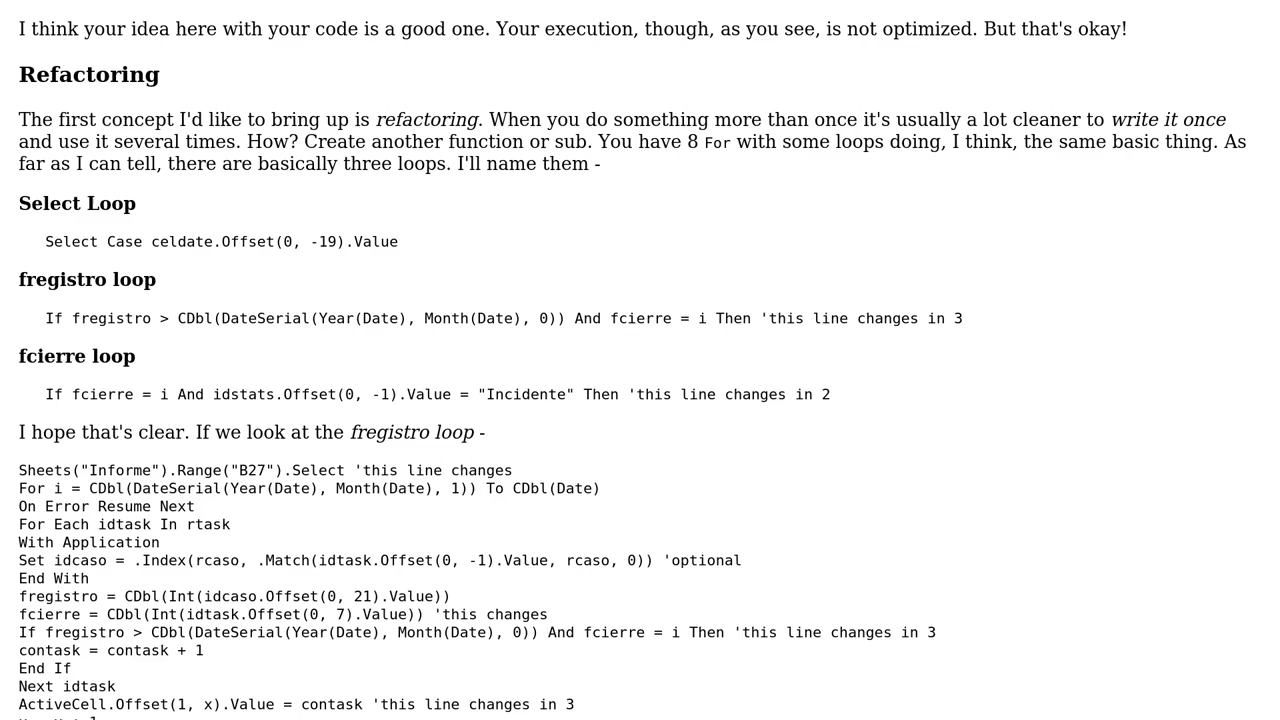 I think your idea here with your code is a good one. Your execution, though, as you see, is not optimized. But that's okay!
Refactoring
The first concept I'd like to bring up is refactoring. When you do something more than once it's usually a lot cleaner to write it once
and use it several times. How? Create another function or sub. You have 8 For with some loops doing, I think, the same basic thing. As
far as I can tell, there are basically three loops. I'll name them -
Select Loop
Select Case celdate.Offset(0, -19).Value
fregistro loop
If fregistro > CDbl(DateSerial(Year(Date), Month(Date), 0)) And fcierre = i Then 'this line changes in 3
fcierre loop
If fcierre = i And idstats.Offset(0, -1).Value = "Incidente" Then 'this line changes in 2
I hope that's clear. If we look at the fregistro loop -
Sheets("Informe").Range("B27").Select 'this line changes
For i = CDbl(DateSerial(Year(Date), Month(Date), 1)) To CDbl(Date)
On Error Resume Next
For Each idtask In rtask
With Application
Set idcaso = .Index(rcaso, .Match(idtask.Offset(0, -1).Value, rcaso, 0)) 'optional
End With
fregistro = CDbl(Int(idcaso.Offset(0, 21).Value))
fcierre = CDbl(Int(idtask.Offset(0, 7).Value)) 'this changes
If fregistro > CDbl(DateSerial(Year(Date), Month(Date), 0)) And fcierre = i Then 'this line changes in 3
contask = contask + 1
End If
Next idtask
ActiveCell.Offset(1, x).Value = contask 'this line changes in 3